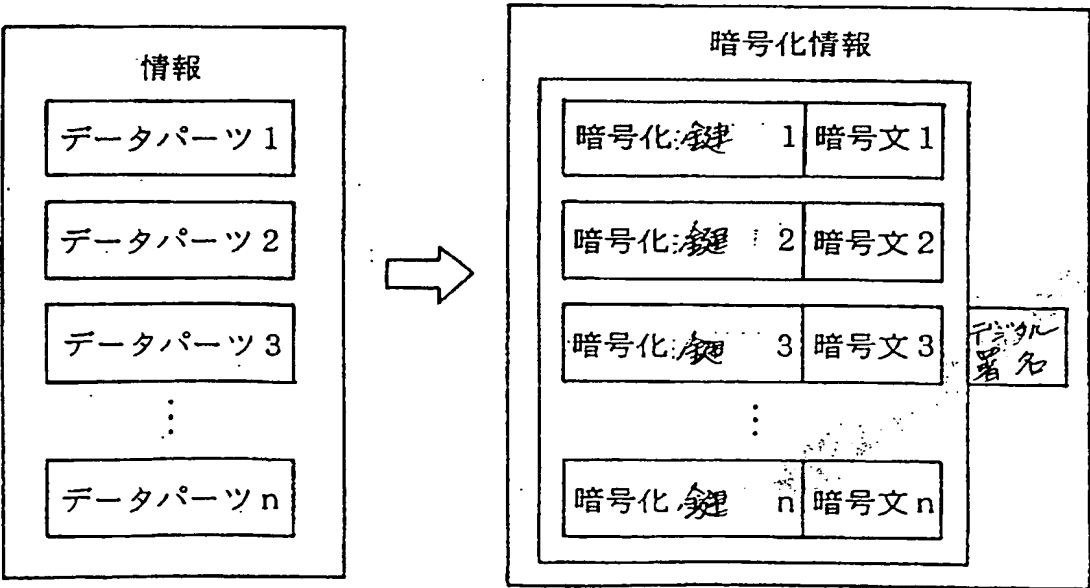 情報
データパーツ1
データパーツ2
データパーツ3
⋮
データパーツn
暗号化情報
暗号化鍵 1 暗号文1
暗号化鍵 2 暗号文2
暗号化鍵 3 暗号文3
⋮
暗号化鍵 n 暗号文n
デジタル
署名